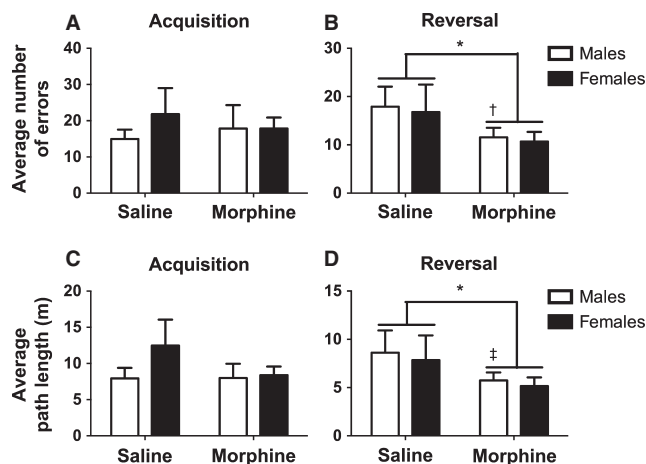 A
Acquisition
Average number
of errors
40
30
20
10
0
Saline
Morphine
B
Reversal
30
20
10
0
*
†
Saline
Morphine
Males
Females
C
Acquisition
Average
path length (m)
20
15
10
5
0
Saline
Morphine
D
Reversal
15
10
5
0
*
‡
Saline
Morphine
Males
Females